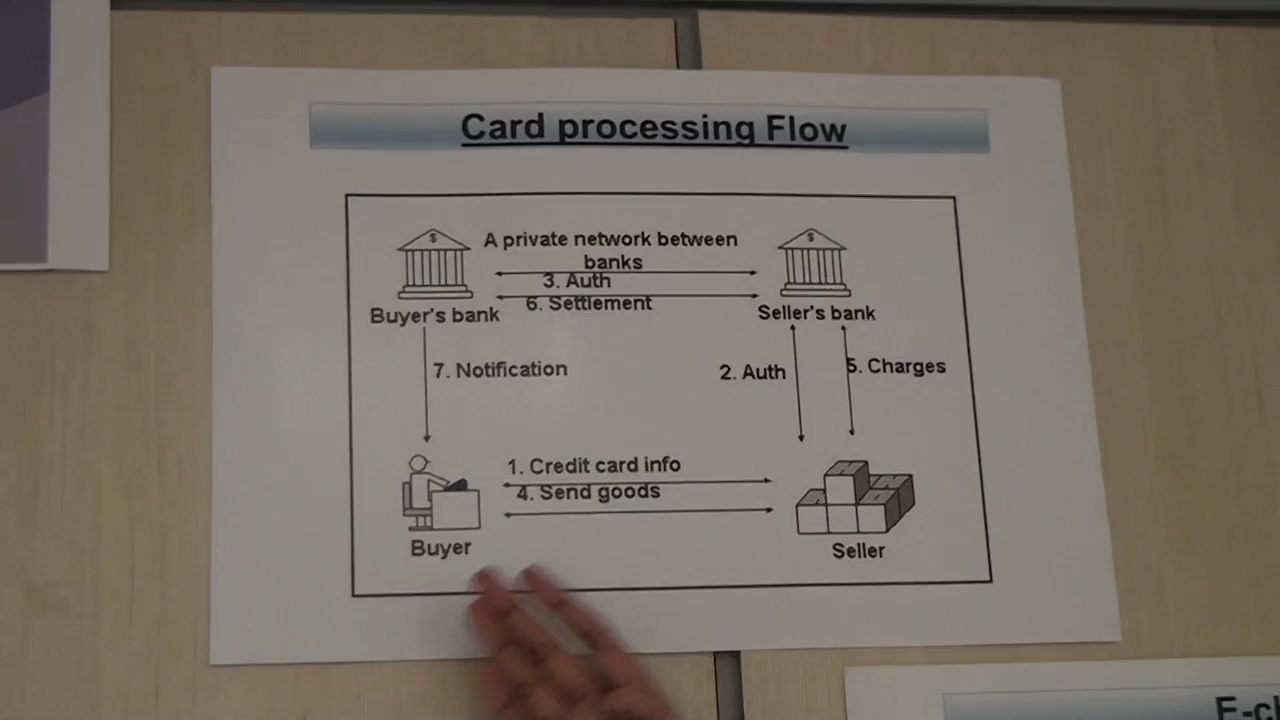 Card processing Flow
$
$
A private network between
banks
3. Auth
6. Settlement
Buyer's bank
Seller's bank
7. Notification
2. Auth
5. Charges
1. Credit card info
4. Send goods
Buyer
Seller